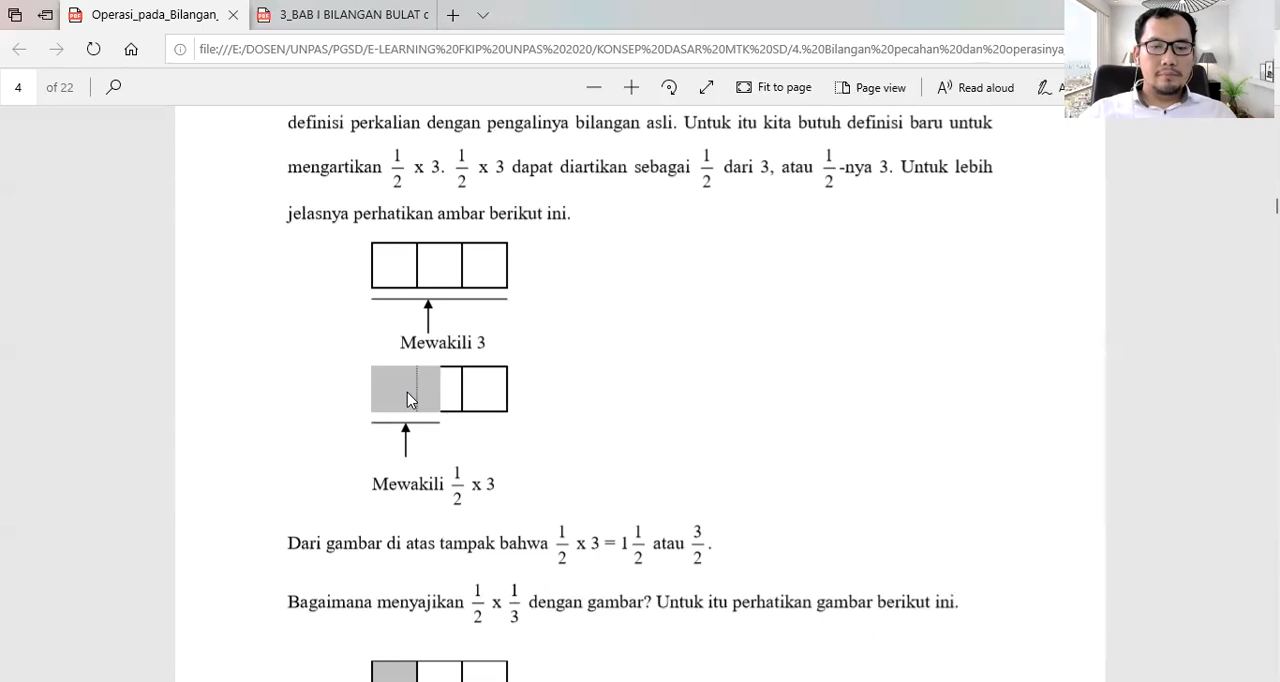 Operasi_pada_Bilangan_
3_BAB I BILANGAN BULAT c
file:///E:/DOSEN/UNPAS/PGSD/E-LEARNING%20FKIP%20UNPAS%202020/KONSEP%20DASAR%20MTK%20SD/4.%20Bilangan%20pecahan%20dan%20operasinya
4 of 22 Fit to page Page view Read aloud A
definisi perkalian dengan pengalinya bilangan asli. Untuk itu kita butuh definisi baru untuk
mengartikan 1/2 x 3. 1/2 x 3 dapat diartikan sebagai 1/2 dari 3, atau 1/2-nya 3. Untuk lebih
jelasnya perhatikan ambar berikut ini.
Mewakili 3
Mewakili 1/2 x 3
Dari gambar di atas tampak bahwa 1/2 x 3 = 1 1/2 atau 3/2.
Bagaimana menyajikan 1/2 x 1/3 dengan gambar? Untuk itu perhatikan gambar berikut ini.